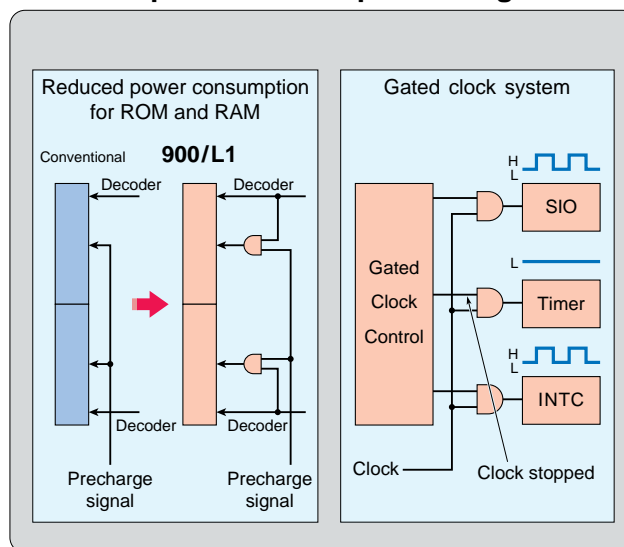 Reduced power consumption
for ROM and RAM
Conventional
900/L1
Decoder
Decoder
Decoder
Decoder
Precharge
signal
Precharge
signal
Gated clock system
H
L
SIO
Gated
Clock
Control
L
Timer
H
L
INTC
Clock
Clock stopped